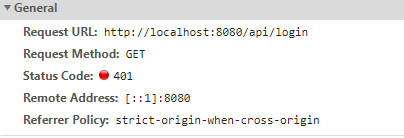 General
Request URL: http://localhost:8080/api/login
Request Method: GET
Status Code: 401
Remote Address: [::1]:8080
Referrer Policy: strict-origin-when-cross-origin